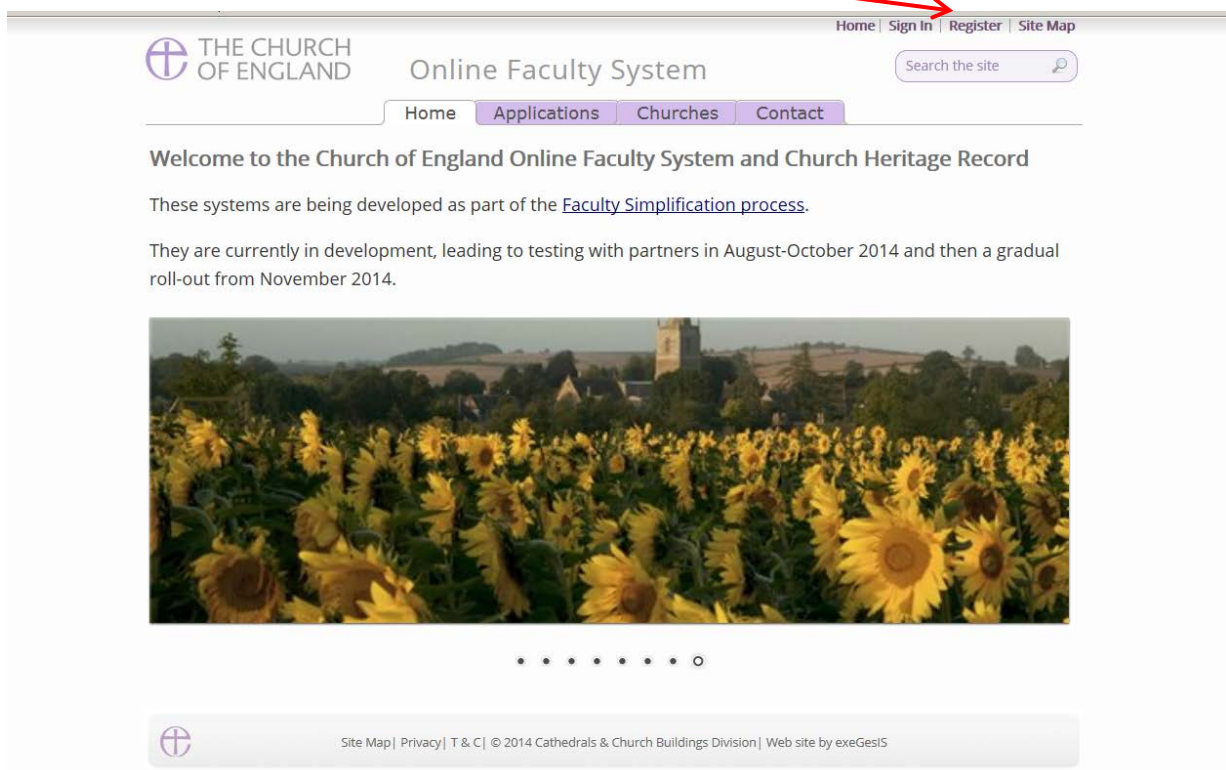 Home| Sign In | Register | Site Map
THE CHURCH
OF ENGLAND
Online Faculty System
Search the site
Home
Applications
Churches
Contact
Welcome to the Church of England Online Faculty System and Church Heritage Record
These systems are being developed as part of the Faculty Simplification process.
They are currently in development, leading to testing with partners in August-October 2014 and then a gradual
roll-out from November 2014.
Site Map| Privacy| T & C| © 2014 Cathedrals & Church Buildings Division| Web site by exeGesIS